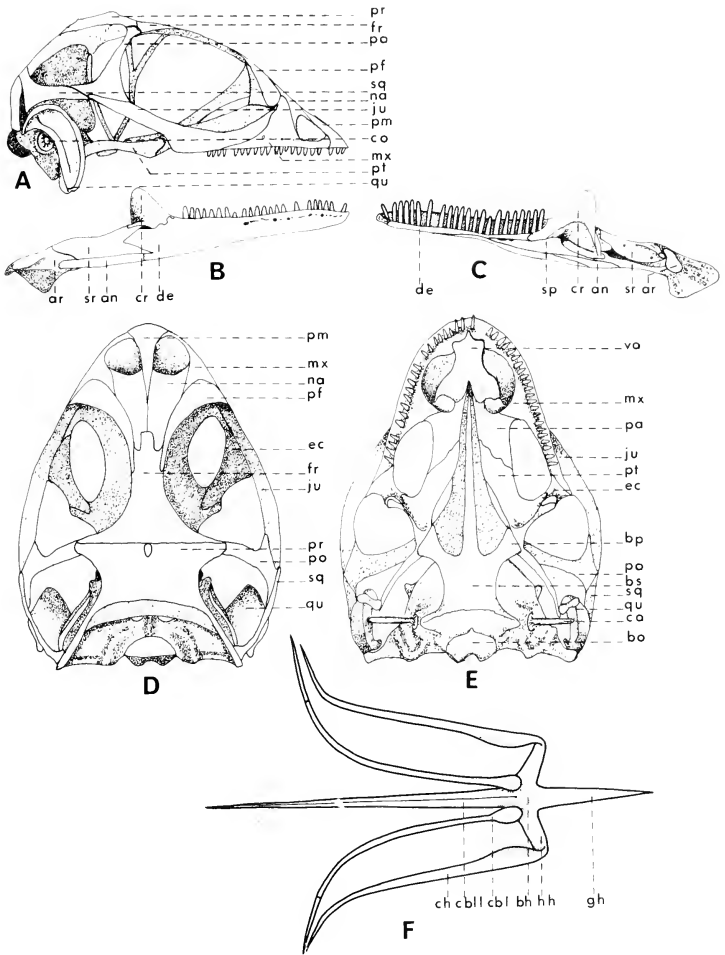 pr
fr
po
pf
sq
na
ju
pm
co
mx
pt
qu
A
ar sr an cr de
B
de sp cr an sr ar
C
pm
mx
na
pf
ec
fr
ju
pr
po
sq
qu
D
vo
mx
pa
ju
pt
ec
bp
po
bs
sq
qu
ca
bo
E
ch cbII cbI bh hh gh
F